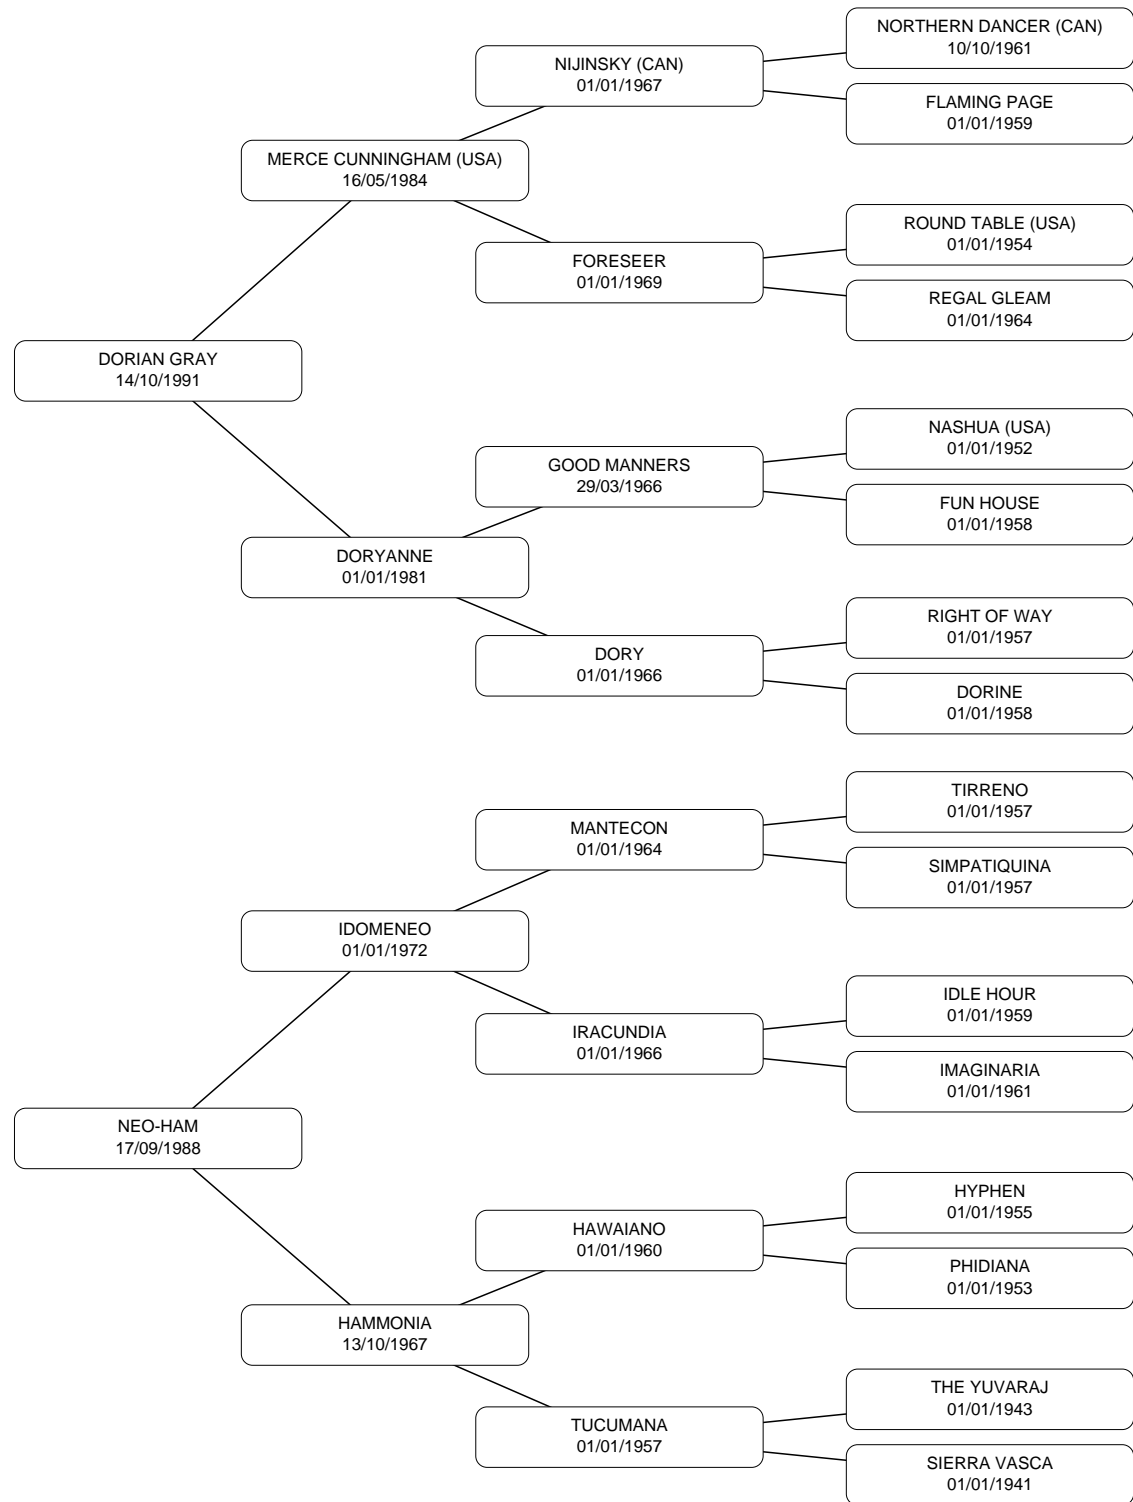 NORTHERN DANCER (CAN)
10/10/1961
NIJINSKY (CAN)
01/01/1967
FLAMING PAGE
01/01/1959
MERCE CUNNINGHAM (USA)
16/05/1984
ROUND TABLE (USA)
01/01/1954
FORESEER
01/01/1969
REGAL GLEAM
01/01/1964
DORIAN GRAY
14/10/1991
NASHUA (USA)
01/01/1952
GOOD MANNERS
29/03/1966
FUN HOUSE
01/01/1958
DORYANNE
01/01/1981
RIGHT OF WAY
01/01/1957
DORY
01/01/1966
DORINE
01/01/1958
TIRRENO
01/01/1957
MANTECON
01/01/1964
SIMPATIQUINA
01/01/1957
IDOMENEO
01/01/1972
IDLE HOUR
01/01/1959
IRACUNDIA
01/01/1966
IMAGINARIA
01/01/1961
NEO-HAM
17/09/1988
HYPHEN
01/01/1955
HAWAIANO
01/01/1960
PHIDIANA
01/01/1953
HAMMONIA
13/10/1967
THE YUVARAJ
01/01/1943
TUCUMANA
01/01/1957
SIERRA VASCA
01/01/1941